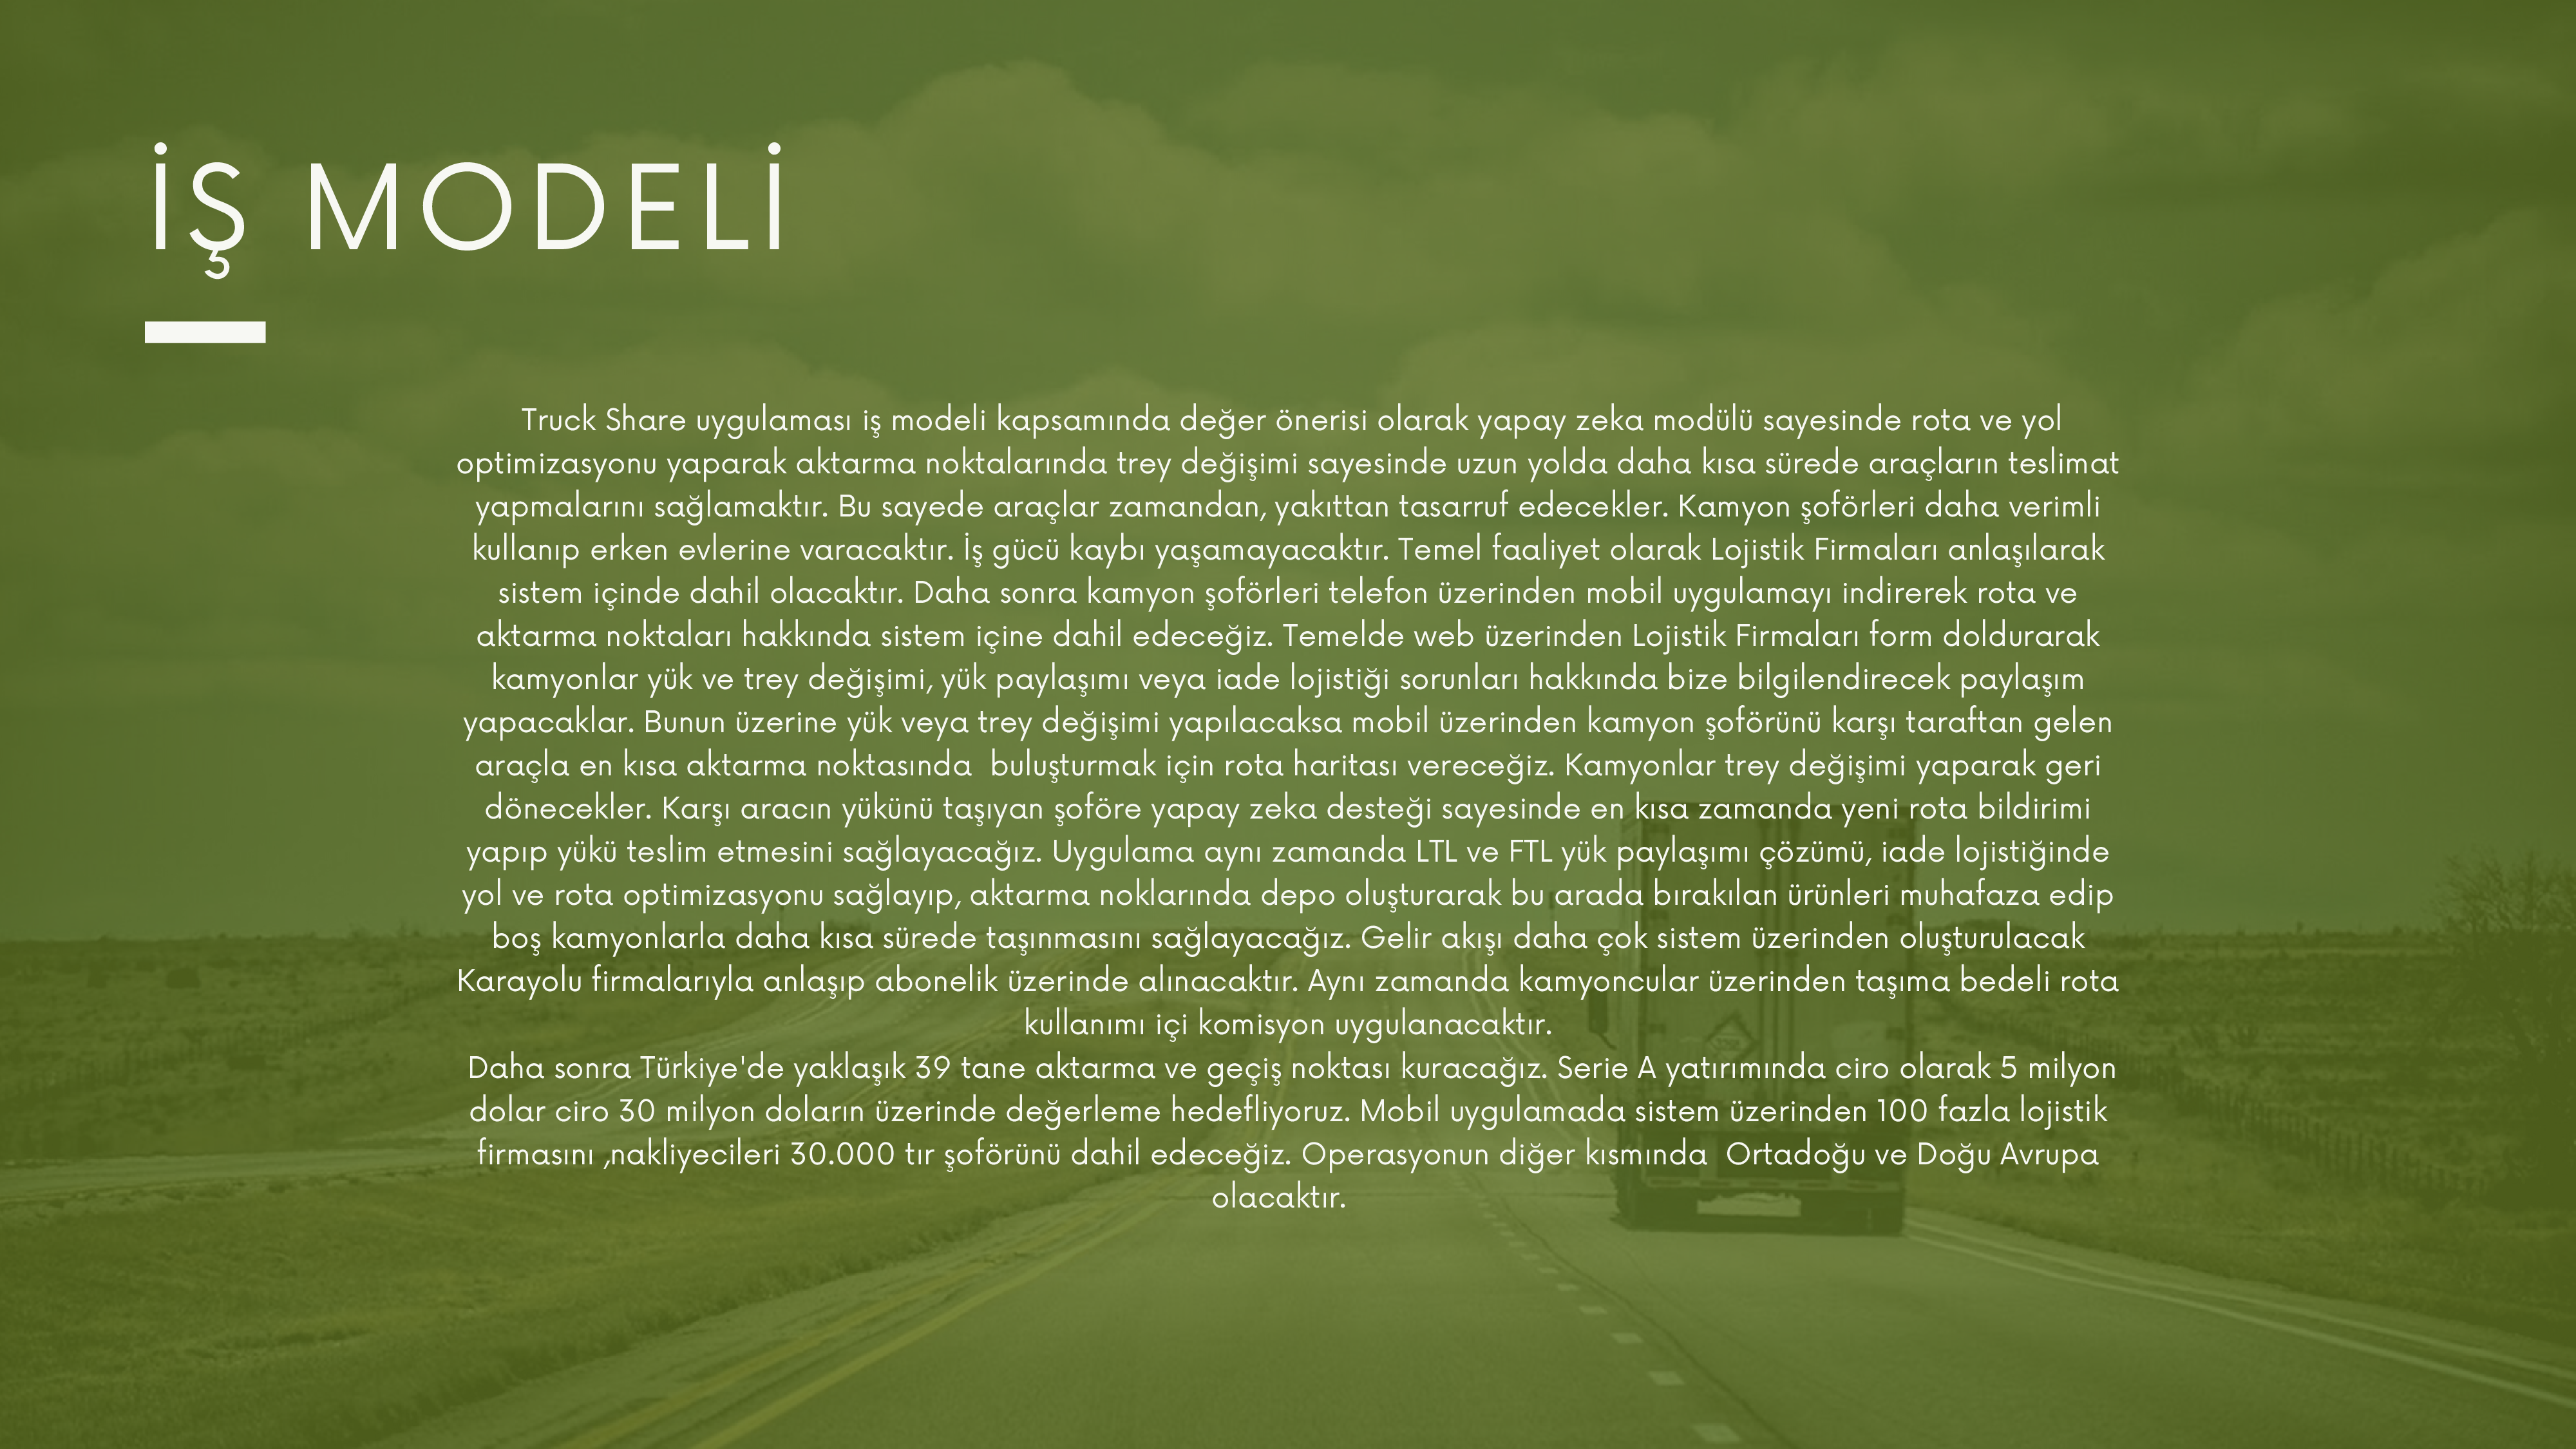 İŞ MODELİ
Truck Share uygulaması iş modeli kapsamında değer önerisi olarak yapay zeka modülü sayesinde rota ve yol
optimizasyonu yaparak aktarma noktalarında trey değişimi sayesinde uzun yolda daha kısa sürede araçların teslimat
yapmalarını sağlamaktır. Bu sayede araçlar zamandan, yakıttan tasarruf edecekler. Kamyon şoförleri daha verimli
kullanıp erken evlerine varacaktır. İş gücü kaybı yaşamayacaktır. Temel faaliyet olarak Lojistik Firmaları anlaşılarak
sistem içinde dahil olacaktır. Daha sonra kamyon şoförleri telefon üzerinden mobil uygulamayı indirerek rota ve
aktarma noktaları hakkında sistem içine dahil edeceğiz. Temelde web üzerinden Lojistik Firmaları form doldurarak
kamyonlar yük ve trey değişimi, yük paylaşımı veya iade lojistiği sorunları hakkında bize bilgilendirecek paylaşım
yapacaklar. Bunun üzerine yük veya trey değişimi yapılacaksa mobil üzerinden kamyon şoförünü karşı taraftan gelen
araçla en kısa aktarma noktasında  buluşturmak için rota haritası vereceğiz. Kamyonlar trey değişimi yaparak geri
dönecekler. Karşı aracın yükünü taşıyan şoföre yapay zeka desteği sayesinde en kısa zamanda yeni rota bildirimi
yapıp yükü teslim etmesini sağlayacağız. Uygulama aynı zamanda LTL ve FTL yük paylaşımı çözümü, iade lojistiğinde
yol ve rota optimizasyonu sağlayıp, aktarma noklarında depo oluşturarak bu arada bırakılan ürünleri muhafaza edip
boş kamyonlarla daha kısa sürede taşınmasını sağlayacağız. Gelir akışı daha çok sistem üzerinden oluşturulacak
Karayolu firmalarıyla anlaşıp abonelik üzerinde alınacaktır. Aynı zamanda kamyoncular üzerinden taşıma bedeli rota
kullanımı içi komisyon uygulanacaktır.
Daha sonra Türkiye'de yaklaşık 39 tane aktarma ve geçiş noktası kuracağız. Serie A yatırımında ciro olarak 5 milyon
dolar ciro 30 milyon doların üzerinde değerleme hedefliyoruz. Mobil uygulamada sistem üzerinden 100 fazla lojistik
firmasını ,nakliyecileri 30.000 tır şoförünü dahil edeceğiz. Operasyonun diğer kısmında  Ortadoğu ve Doğu Avrupa
olacaktır.